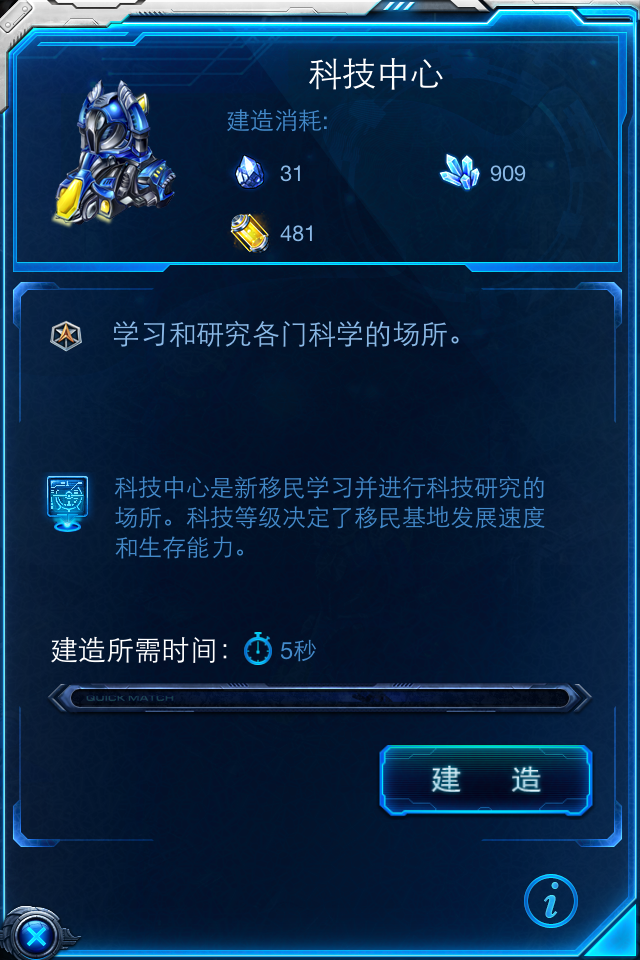 科技中心
建造消耗:
31
909
481
学习和研究各门科学的场所。
科技中心是新移民学习并进行科技研究的
场所。科技等级决定了移民基地发展速度
和生存能力。
建造所需时间: 5秒
QUICK MATCH
建 造
i